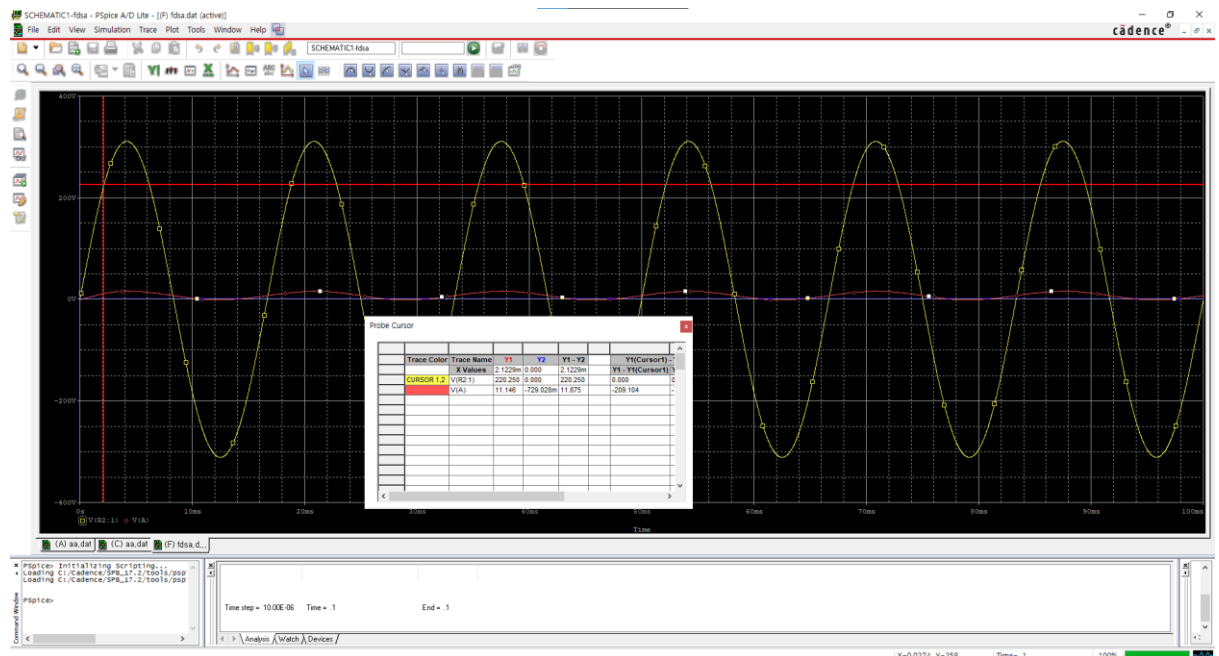 SCHEMATIC1-fdsa - PSpice A/D Lite - [(F) fdsa.dat (active)]
File Edit View Simulation Trace Plot Tools Window Help
cādence®
SCHEMATIC1-fdsa
400V
200V
0V
-200V
-400V
0s 10ms 20ms 30ms 40ms 50ms 60ms 70ms 80ms 90ms 100ms
V(R2:1) V(A)
Time
Probe Cursor
Trace Color Trace Name Y1 Y2 Y1 - Y2 Y1(Cursor1) -
X Values 2.1229m 0.000 2.1229m Y1 - Y1(Cursor1)
CURSOR 1,2 V(R2:1) 220.250 0.000 220.250 0.000
V(A) 11.146 -729.028m 11.875 -209.104
(A) aa.dat (C) aa.dat (F) fdsa.d...
PSpice> Initializing Scripting...
Loading C:/Cadence/SPB_17.2/tools/psp
Loading C:/Cadence/SPB_17.2/tools/psp
PSpice>
Command Window
Time step = 10.00E-06 Time = .1 End = .1
Analysis Watch Devices
X=0.0274 Y=358 Time= .1 100%